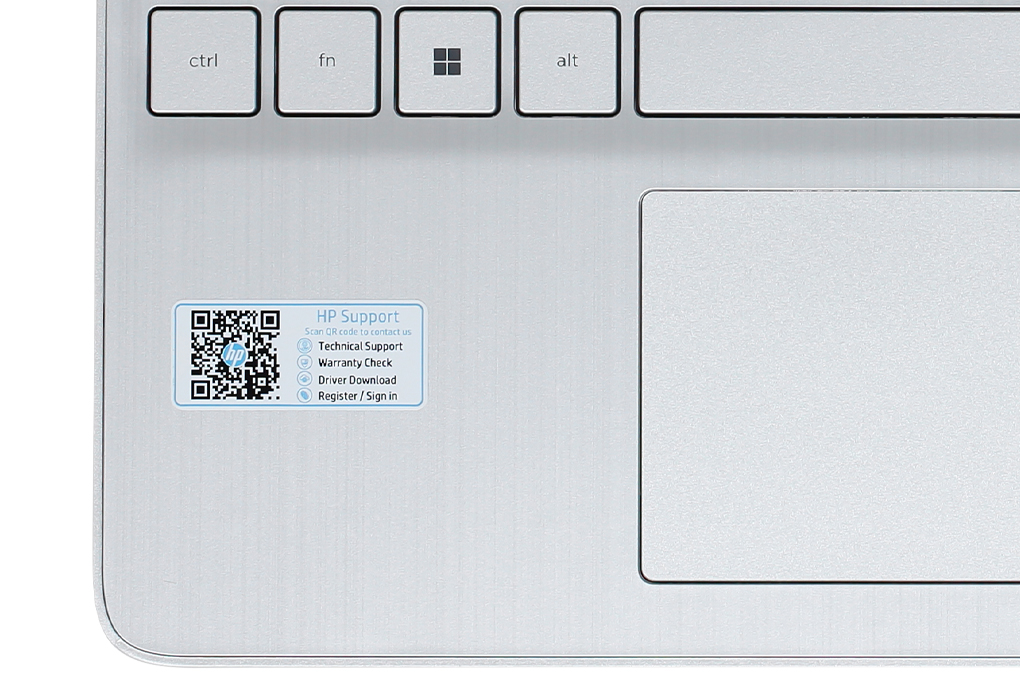 ctrl fn alt
HP Support
Scan QR code to contact us
hp
Technical Support
Warranty Check
Driver Download
Register / Sign in